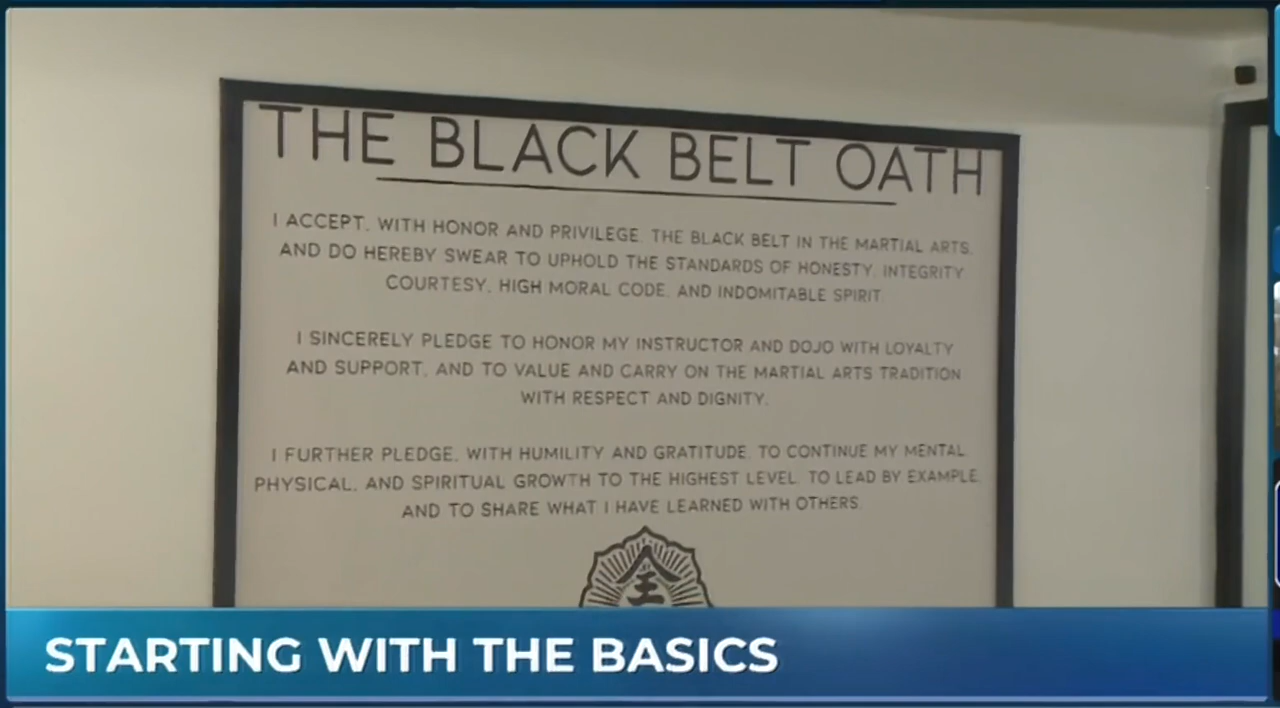 THE BLACK BELT OATH
I ACCEPT, WITH HONOR AND PRIVILEGE, THE BLACK BELT IN THE MARTIAL ARTS,
AND DO HEREBY SWEAR TO UPHOLD THE STANDARDS OF HONESTY, INTEGRITY
COURTESY, HIGH MORAL CODE, AND INDOMITABLE SPIRIT.
I SINCERELY PLEDGE TO HONOR MY INSTRUCTOR AND DOJO WITH LOYALTY
AND SUPPORT, AND TO VALUE AND CARRY ON THE MARTIAL ARTS TRADITION
WITH RESPECT AND DIGNITY.
I FURTHER PLEDGE, WITH HUMILITY AND GRATITUDE, TO CONTINUE MY MENTAL,
PHYSICAL, AND SPIRITUAL GROWTH TO THE HIGHEST LEVEL, TO LEAD BY EXAMPLE,
AND TO SHARE WHAT I HAVE LEARNED WITH OTHERS.
全
STARTING WITH THE BASICS